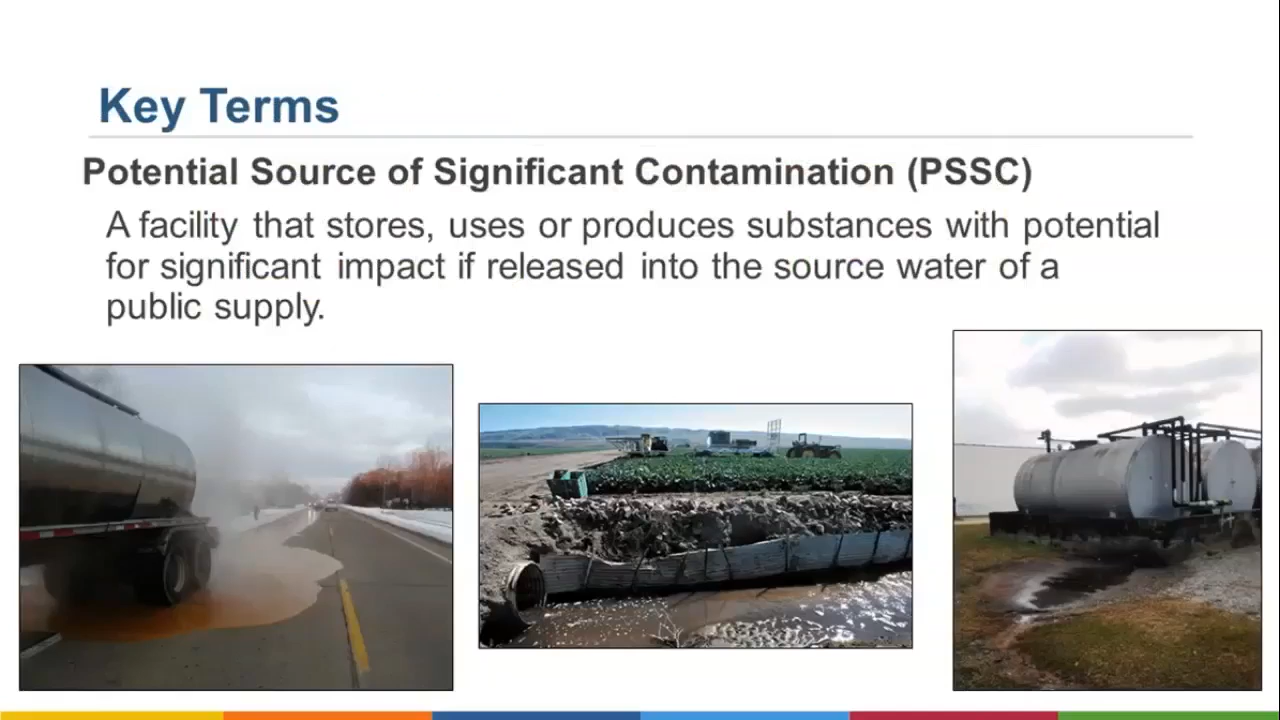 Key Terms
Potential Source of Significant Contamination (PSSC)
A facility that stores, uses or produces substances with potential
for significant impact if released into the source water of a
public supply.